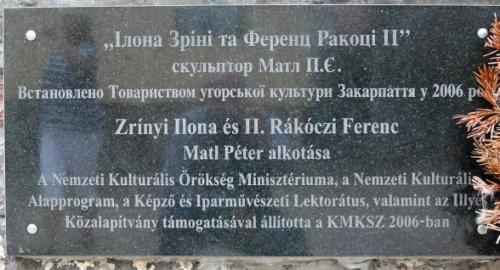 „Ілона Зріні та Ференц Ракоці ІІ”
скульптор Матл П.Є.
Встановлено Товариством угорської культури Закарпаття у 2006
Zrínyi Ilona és II. Rákóczi Ferenc
Matl Péter alkotása
A Nemzeti Kulturális Örökség Minisztériuma, a Nemzeti Kulturális
Alapprogram, a Képző és Iparművészeti Lektorátus, valamint az
Közalapítvány támogatásával állította a KMKSZ 2006-ban